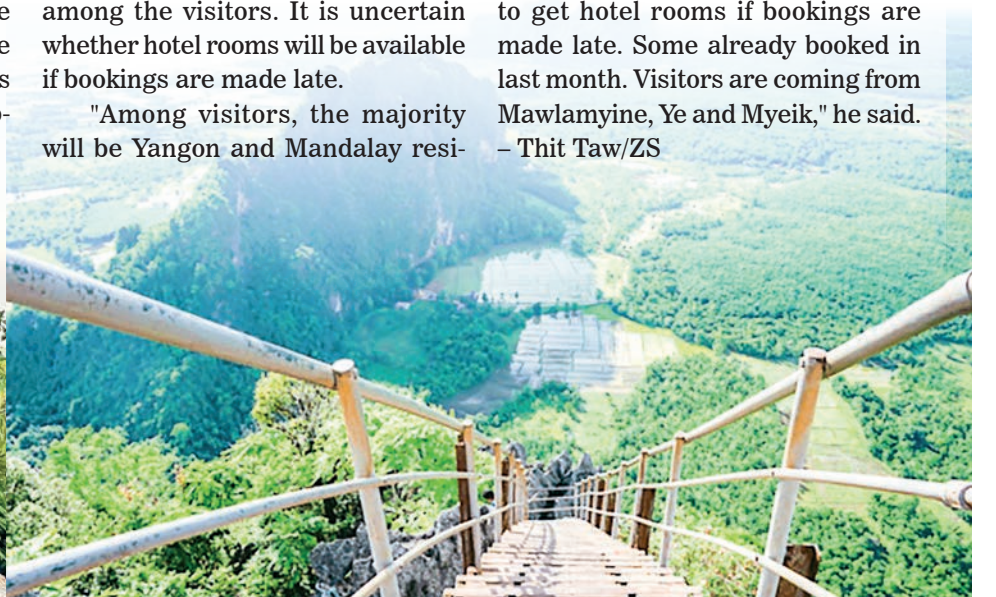 e
e
s
among the visitors. It is uncertain
whether hotel rooms will be available
if bookings are made late.
"Among visitors, the majority
will be Yangon and Mandalay resi-
to get hotel rooms if bookings are
made late. Some already booked in
last month. Visitors are coming from
Mawlamyine, Ye and Myeik," he said.
– Thit Taw/ZS